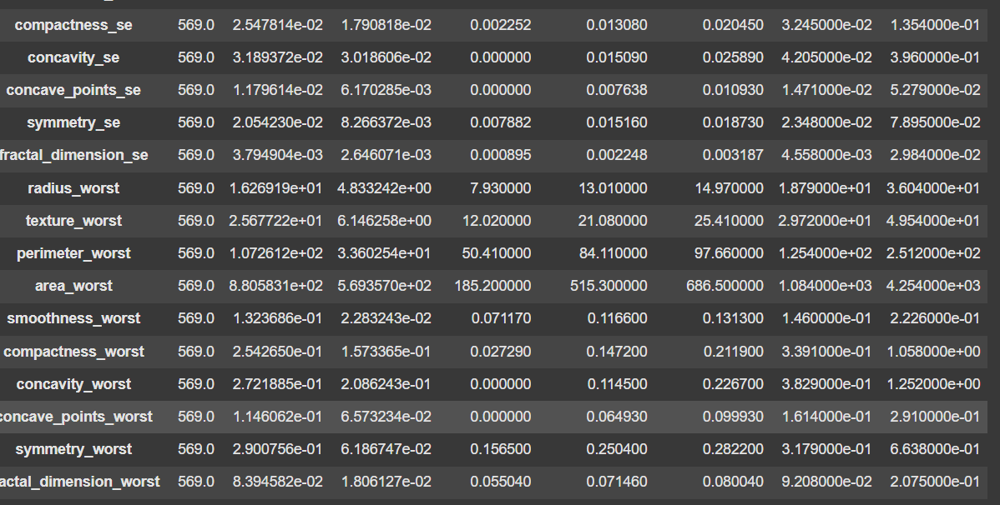 compactness_se 569.0 2.547814e-02 1.790818e-02 0.002252 0.013080 0.020450 3.245000e-02 1.354000e-01
concavity_se 569.0 3.189372e-02 3.018606e-02 0.000000 0.015090 0.025890 4.205000e-02 3.960000e-01
concave_points_se 569.0 1.179614e-02 6.170285e-03 0.000000 0.007638 0.010930 1.471000e-02 5.279000e-02
symmetry_se 569.0 2.054230e-02 8.266372e-03 0.007882 0.015160 0.018730 2.348000e-02 7.895000e-02
fractal_dimension_se 569.0 3.794904e-03 2.646071e-03 0.000895 0.002248 0.003187 4.558000e-03 2.984000e-02
radius_worst 569.0 1.626919e+01 4.833242e+00 7.930000 13.010000 14.970000 1.879000e+01 3.604000e+01
texture_worst 569.0 2.567722e+01 6.146258e+00 12.020000 21.080000 25.410000 2.972000e+01 4.954000e+01
perimeter_worst 569.0 1.072612e+02 3.360254e+01 50.410000 84.110000 97.660000 1.254000e+02 2.512000e+02
area_worst 569.0 8.805831e+02 5.693570e+02 185.200000 515.300000 686.500000 1.084000e+03 4.254000e+03
smoothness_worst 569.0 1.323686e-01 2.283243e-02 0.071170 0.116600 0.131300 1.460000e-01 2.226000e-01
compactness_worst 569.0 2.542650e-01 1.573365e-01 0.027290 0.147200 0.211900 3.391000e-01 1.058000e+00
concavity_worst 569.0 2.721885e-01 2.086243e-01 0.000000 0.114500 0.226700 3.829000e-01 1.252000e+00
concave_points_worst 569.0 1.146062e-01 6.573234e-02 0.000000 0.064930 0.099930 1.614000e-01 2.910000e-01
symmetry_worst 569.0 2.900756e-01 6.186747e-02 0.156500 0.250400 0.282200 3.179000e-01 6.638000e-01
actal_dimension_worst 569.0 8.394582e-02 1.806127e-02 0.055040 0.071460 0.080040 9.208000e-02 2.075000e-01